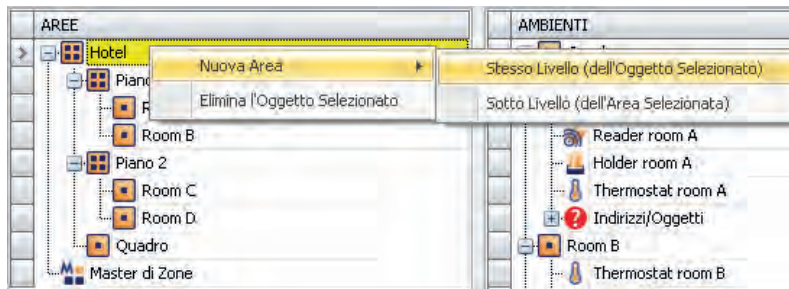 AREE
Hotel
Nuova Area
Elimina l'Oggetto Selezionato
Stesso Livello (dell'Oggetto Selezionato)
Sotto Livello (dell'Area Selezionata)
Room B
Piano 2
Room C
Room D
Quadro
Master di Zone
AMBIENTI
Reader room A
Holder room A
Thermostat room A
Indirizzi/Oggetti
Room B
Thermostat room B